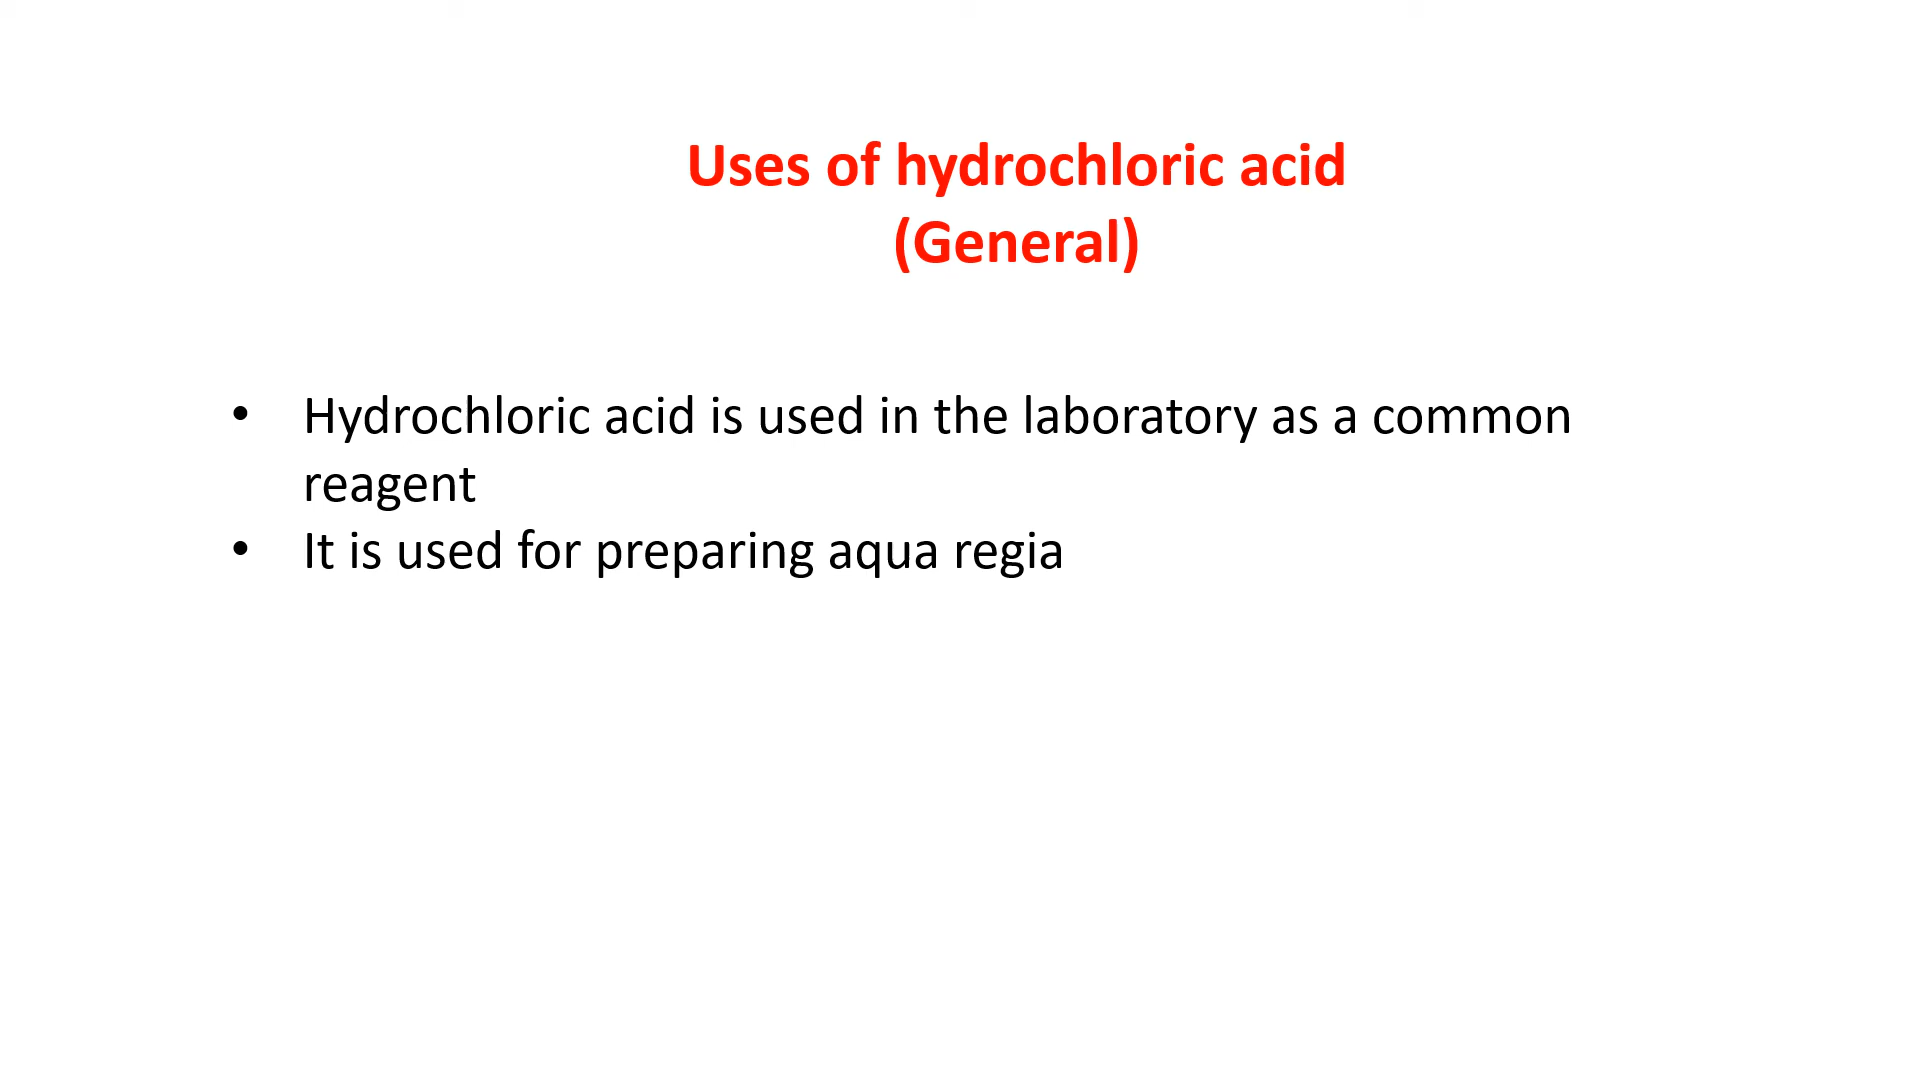 Uses of hydrochloric acid
(General)
• Hydrochloric acid is used in the laboratory as a common
reagent
• It is used for preparing aqua regia